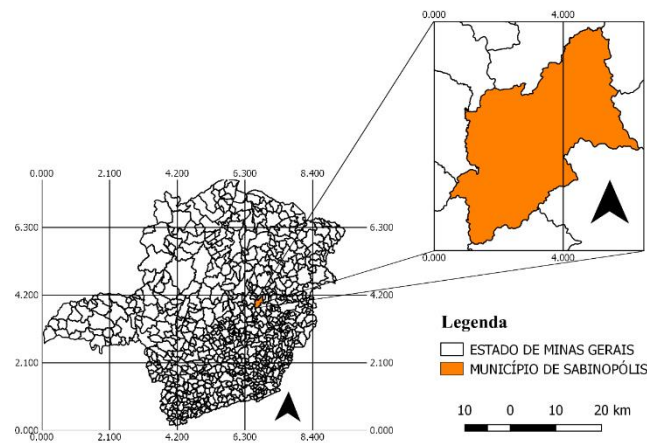 0.000 4.000
0.000 2.100 4.200 6.300 8.400
6.300 6.300
4.200 4.200
2.100 2.100
0.000 0.000
0.000 2.100 4.200 6.300 8.400
0.000 4.000
Legenda
ESTADO DE MINAS GERAIS
MUNICÍPIO DE SABINOPÓLIS
10 0 10 20 km